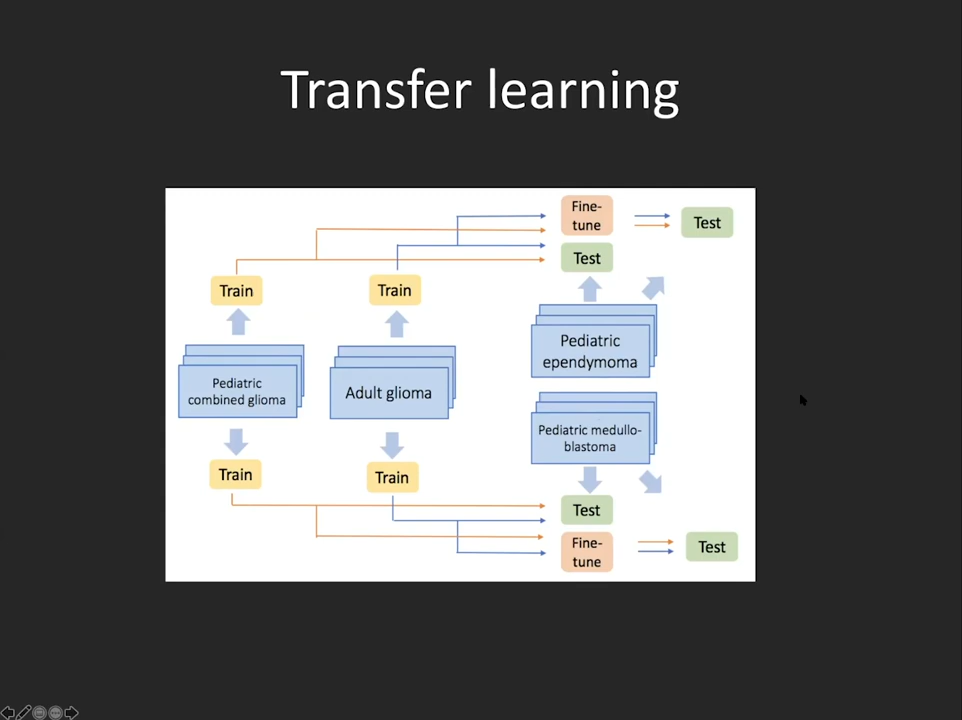 Transfer learning
Fine-
tune
Test
Test
Train
Train
Pediatric
ependymoma
Pediatric
combined glioma
Adult glioma
Pediatric medullo-
blastoma
Train
Train
Test
Fine-
tune
Test